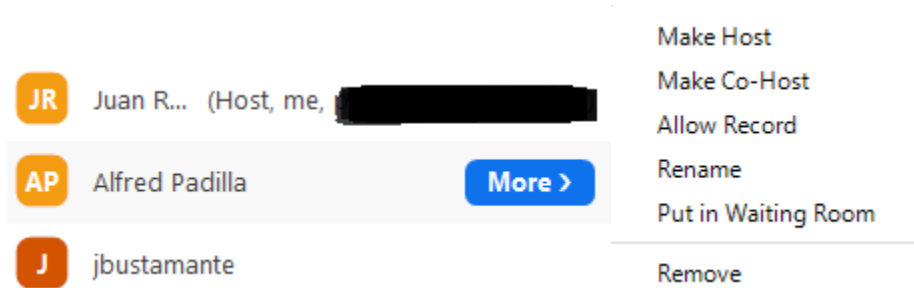 JR Juan R... (Host, me,
AP Alfred Padilla More >
J jbustamante
Make Host
Make Co-Host
Allow Record
Rename
Put in Waiting Room
Remove